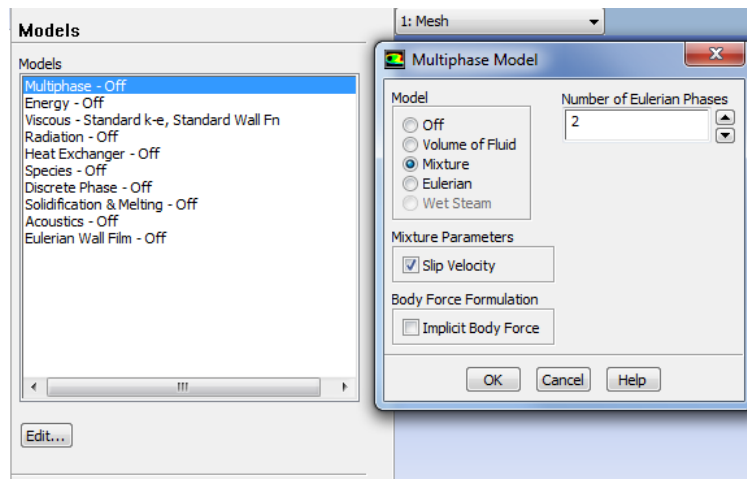 Models
Models
Multiphase - Off
Energy - Off
Viscous - Standard k-e, Standard Wall Fn
Radiation - Off
Heat Exchanger - Off
Species - Off
Discrete Phase - Off
Solidification & Melting - Off
Acoustics - Off
Eulerian Wall Film - Off
Edit...
1: Mesh
Multiphase Model
Model
Off
Volume of Fluid
Mixture
Eulerian
Wet Steam
Number of Eulerian Phases
2
Mixture Parameters
Slip Velocity
Body Force Formulation
Implicit Body Force
OK Cancel Help